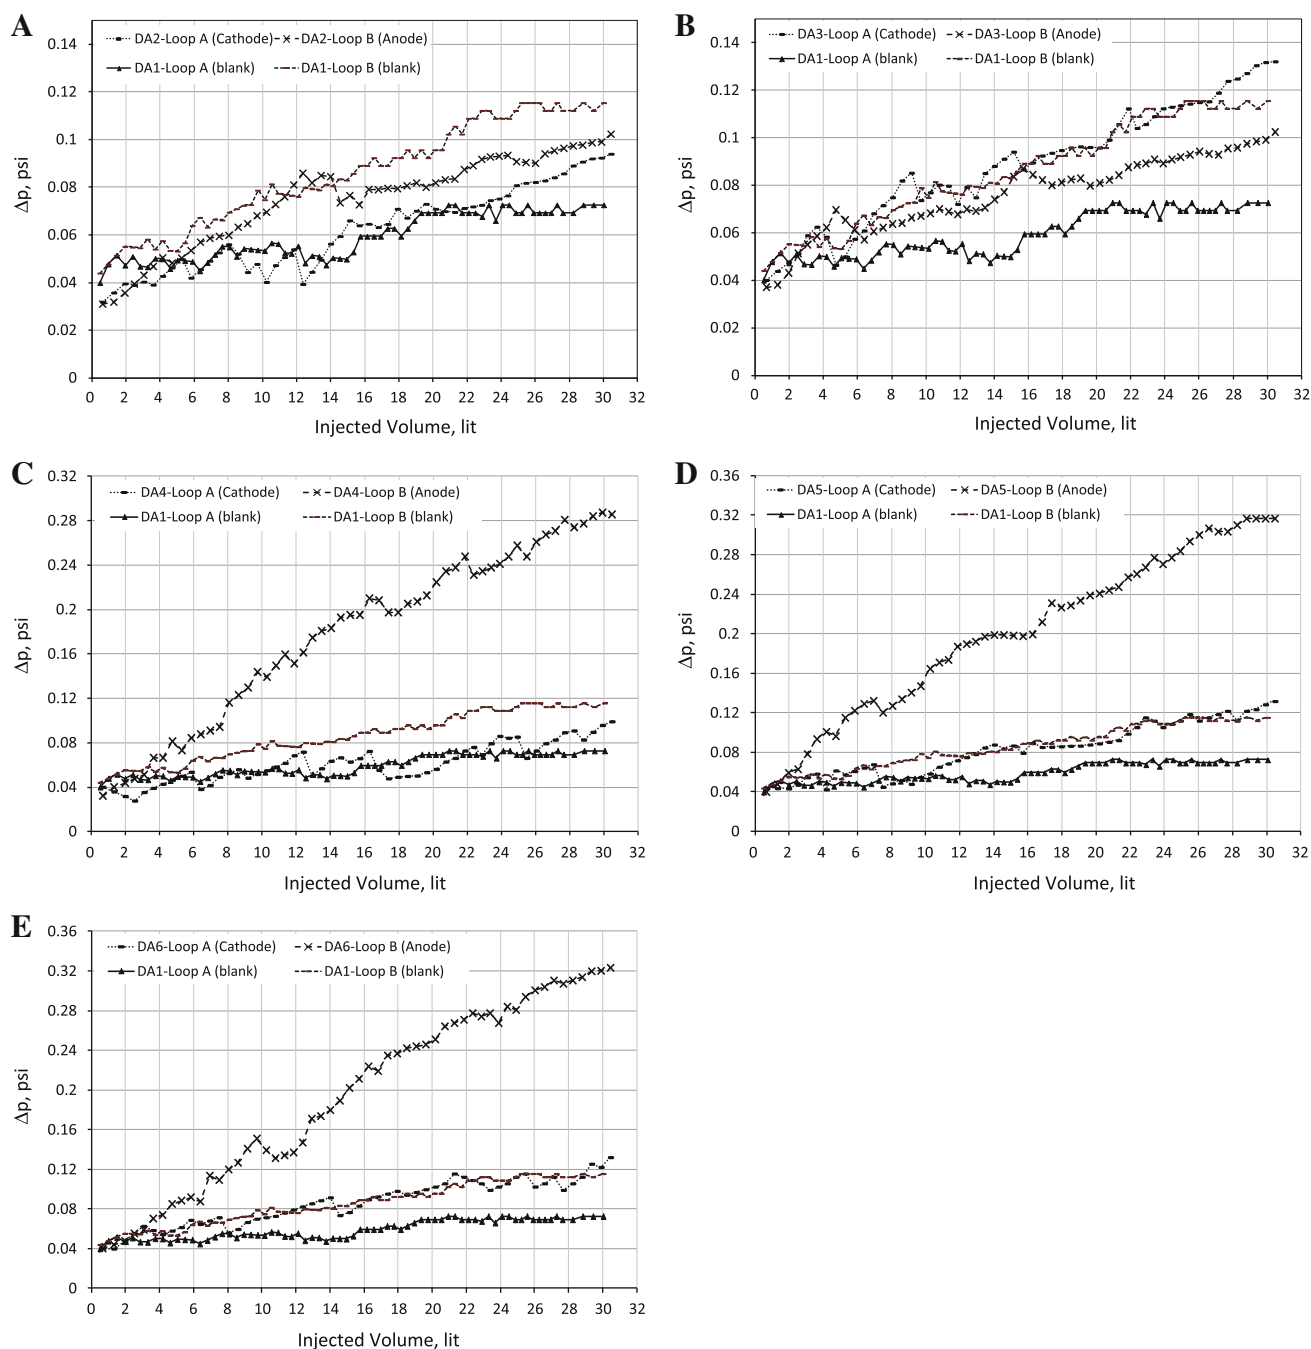 A
0.14
DA2-Loop A (Cathode) DA2-Loop B (Anode)
DA1-Loop A (blank) DA1-Loop B (blank)
0.12
0.1
0.08
0.06
0.04
0.02
0
Δp, psi
0 2 4 6 8 10 12 14 16 18 20 22 24 26 28 30 32
Injected Volume, lit
B
0.14
DA3-Loop A (Cathode) DA3-Loop B (Anode)
DA1-Loop A (blank) DA1-Loop B (blank)
0.12
0.1
0.08
0.06
0.04
0.02
0
Δp, psi
0 2 4 6 8 10 12 14 16 18 20 22 24 26 28 30 32
Injected Volume, lit
C
0.32
DA4-Loop A (Cathode) DA4-Loop B (Anode)
DA1-Loop A (blank) DA1-Loop B (blank)
0.28
0.24
0.2
0.16
0.12
0.08
0.04
0
Δp, psi
0 2 4 6 8 10 12 14 16 18 20 22 24 26 28 30 32
Injected Volume, lit
D
0.36
DA5-Loop A (Cathode) DA5-Loop B (Anode)
0.32
DA1-Loop A (blank) DA1-Loop B (blank)
0.28
0.24
0.2
0.16
0.12
0.08
0.04
0
Δp, psi
0 2 4 6 8 10 12 14 16 18 20 22 24 26 28 30 32
Injected Volume, lit
E
0.36
DA6-Loop A (Cathode) DA6-Loop B (Anode)
0.32
DA1-Loop A (blank) DA1-Loop B (blank)
0.28
0.24
0.2
0.16
0.12
0.08
0.04
0
Δp, psi
0 2 4 6 8 10 12 14 16 18 20 22 24 26 28 30 32
Injected Volume, lit